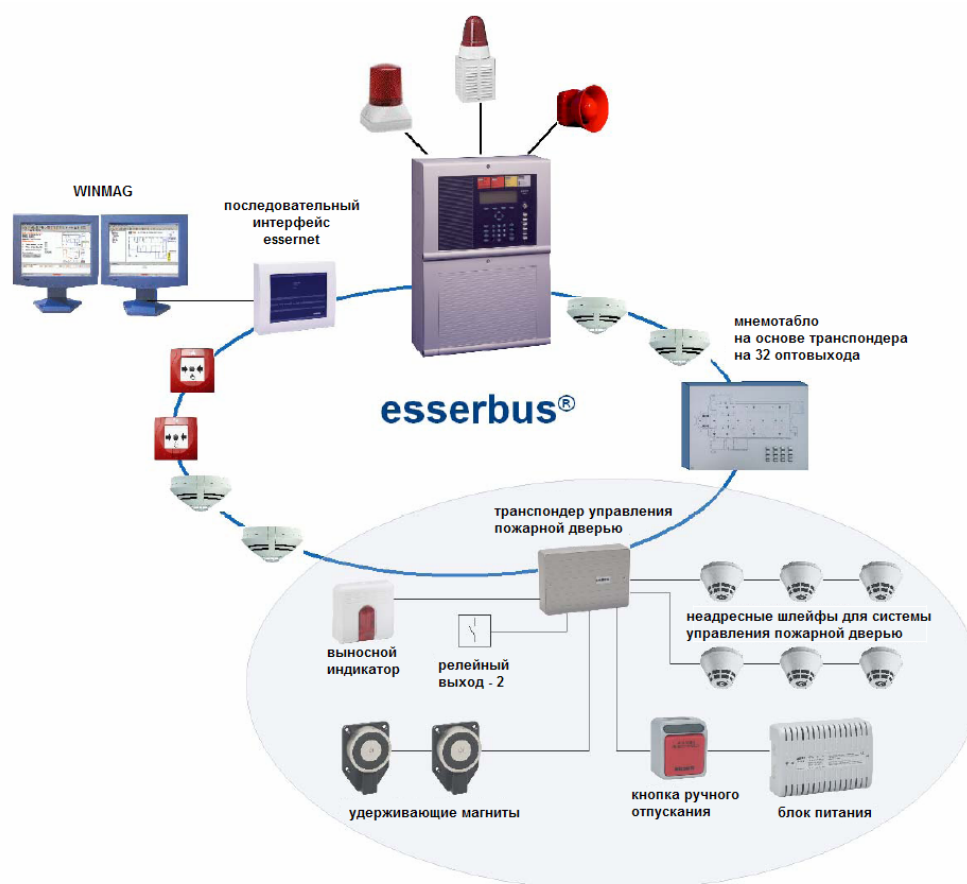 WINMAG
последовательный
интерфейс
essernet
мнемотабло
на основе транспондера
на 32 оптовыхода
esserbus®
транспондер управления
пожарной дверью
неадресные шлейфы для системы
управления пожарной дверью
выносной
индикатор
релейный
выход - 2
удерживающие магниты
кнопка ручного
отпускания
блок питания